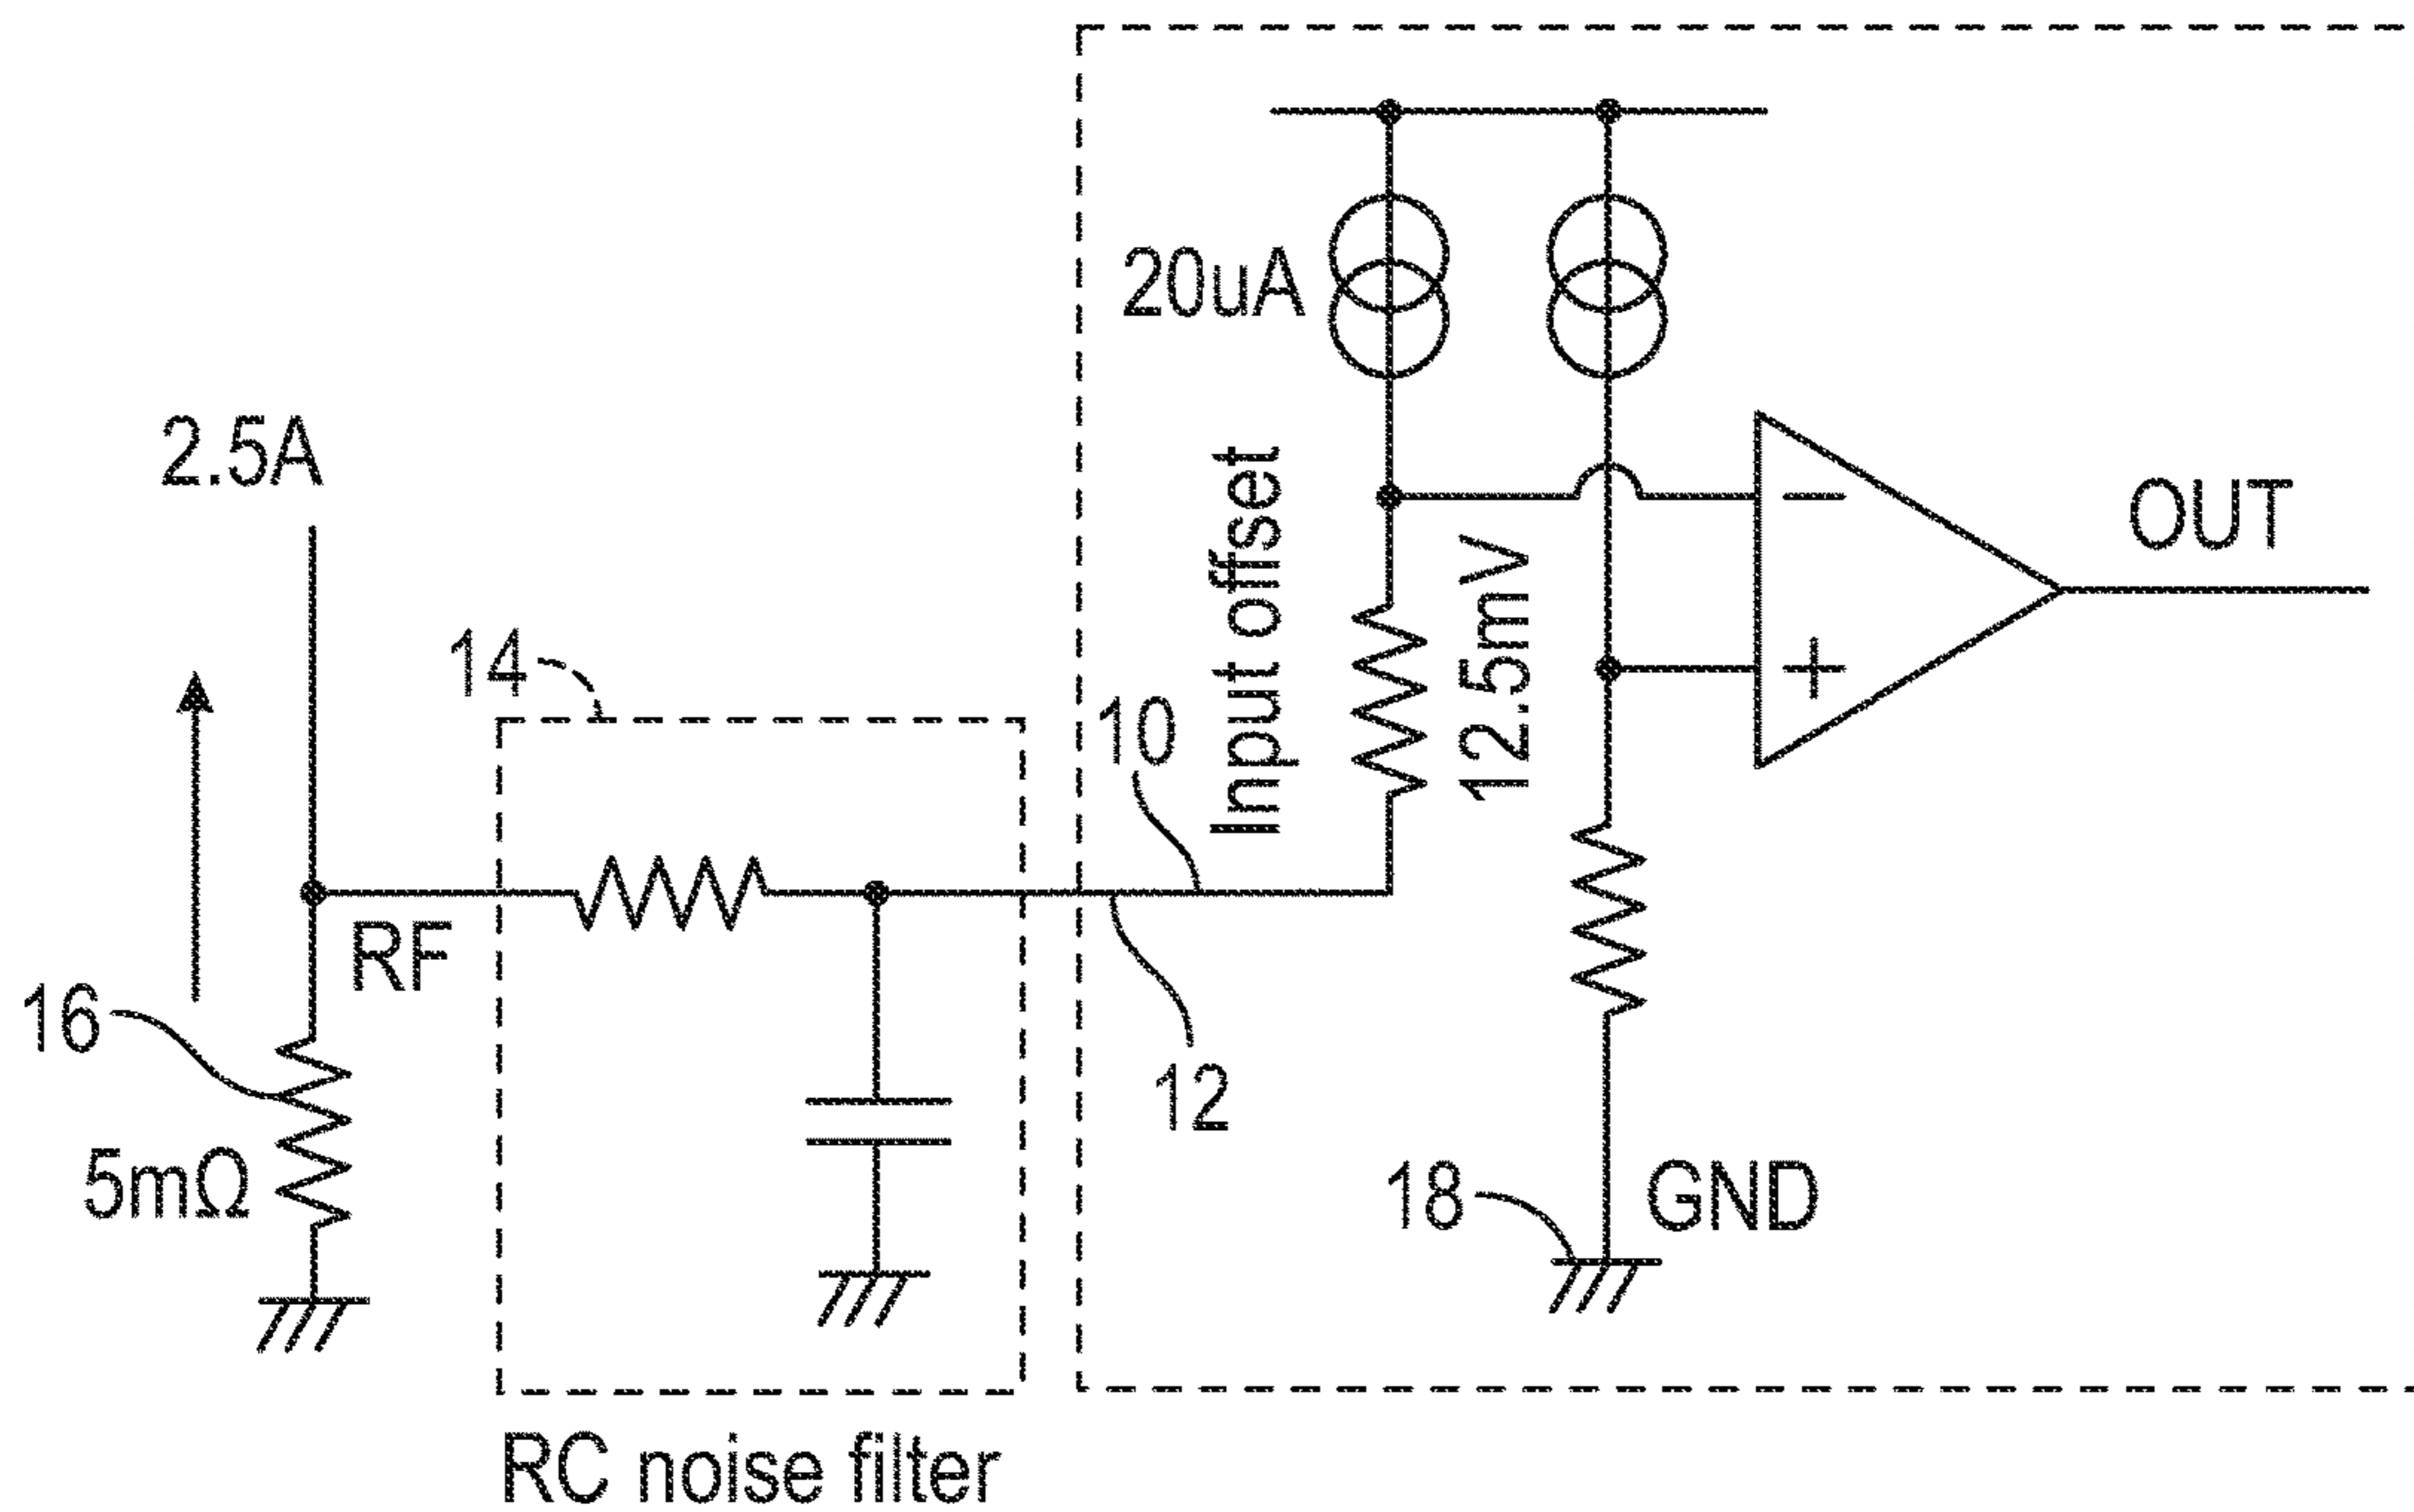 20uA
2.5A
Input offset
12.5mV
−
+
OUT
14
10
RF
16
12
5mΩ
18
GND
RC noise filter